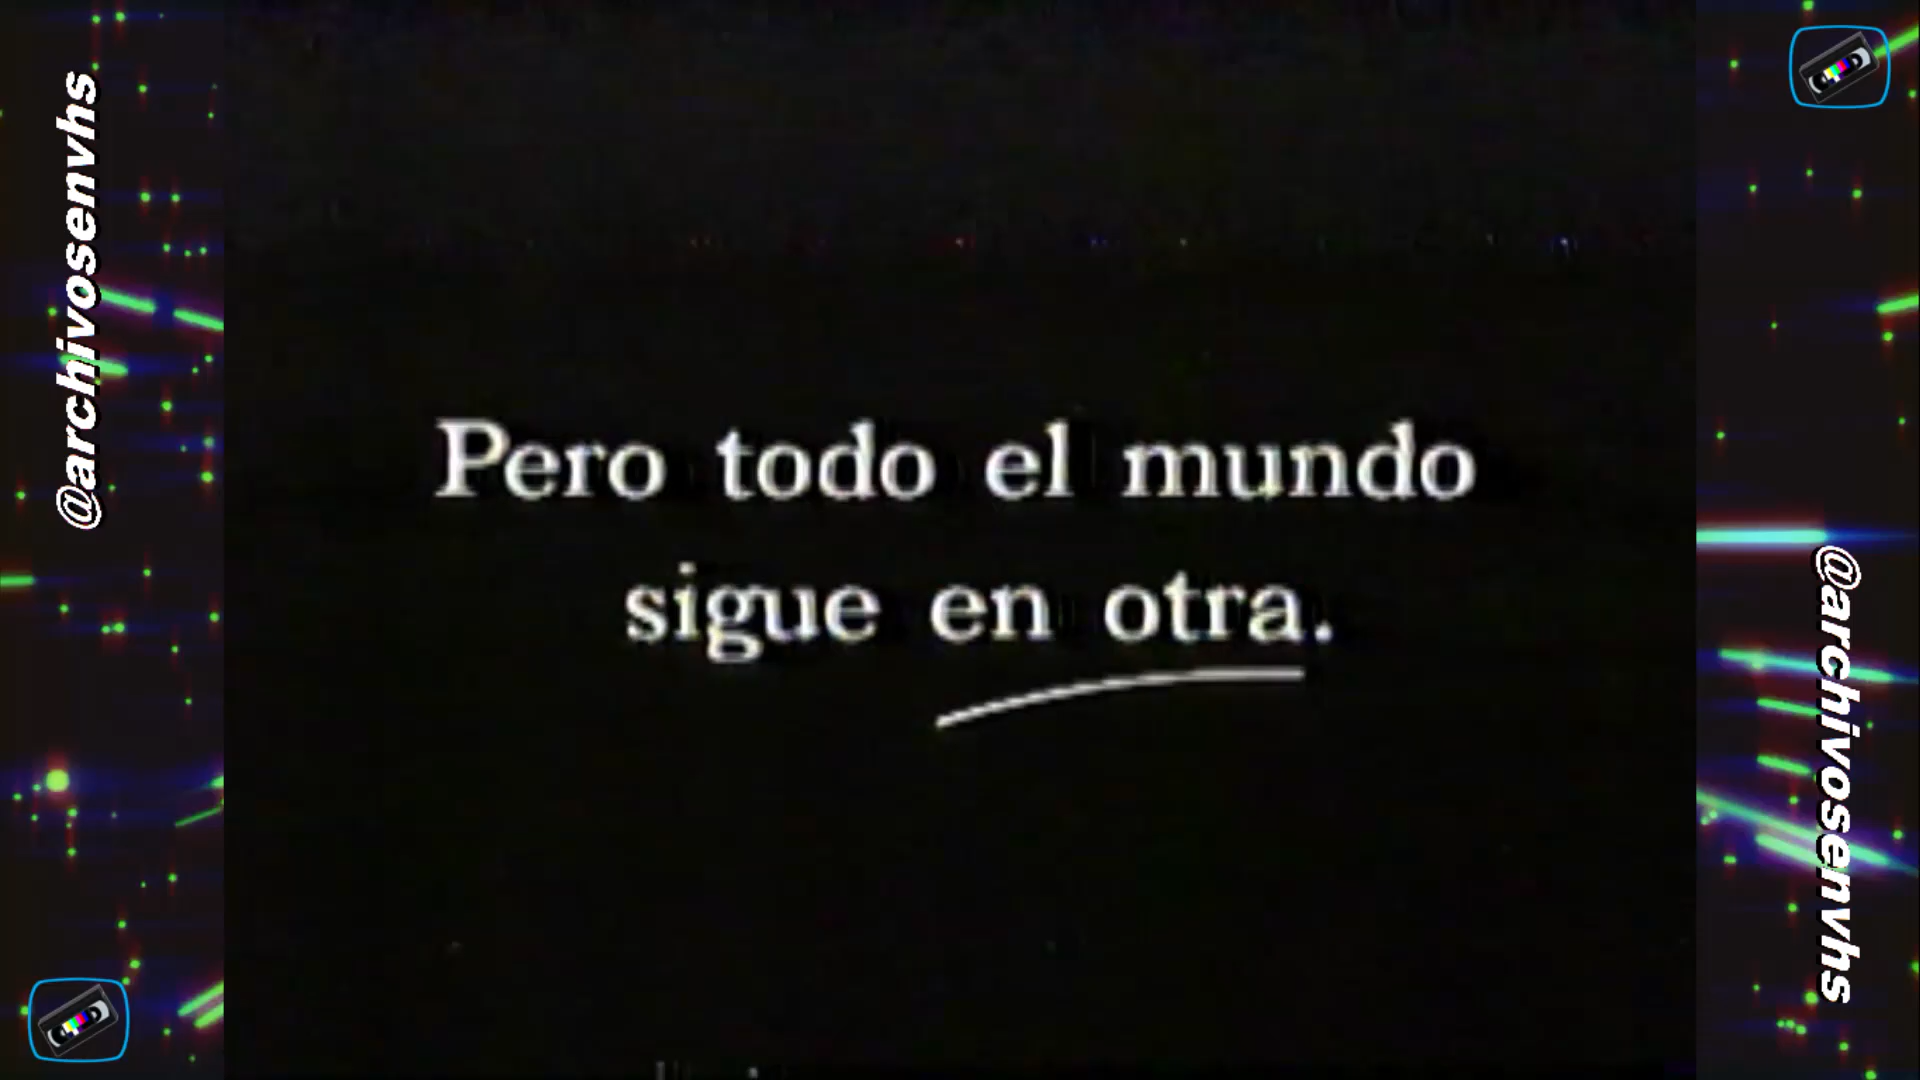 @archivosenvhs
Pero todo el mundo
sigue en otra.
@archivosenvhs